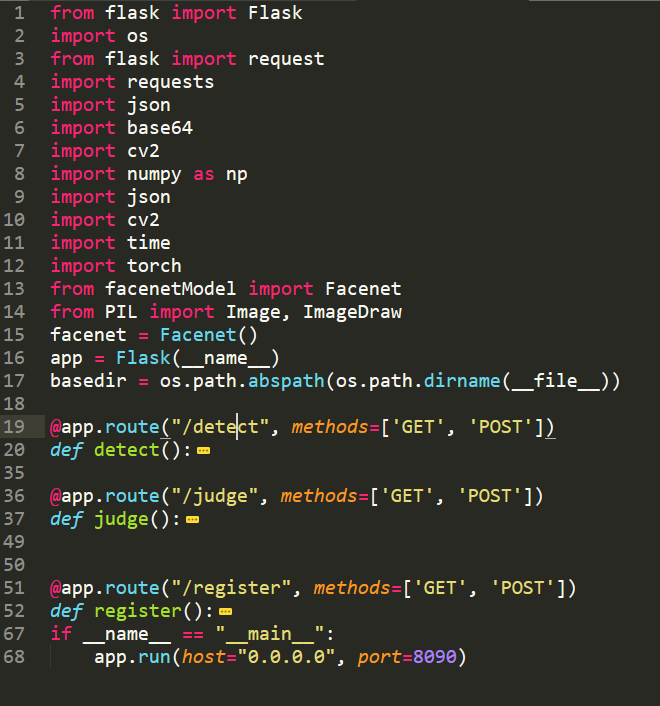 1 from flask import Flask
2 import os
3 from flask import request
4 import requests
5 import json
6 import base64
7 import cv2
8 import numpy as np
9 import json
10 import cv2
11 import time
12 import torch
13 from facenetModel import Facenet
14 from PIL import Image, ImageDraw
15 facenet = Facenet()
16 app = Flask(__name__)
17 basedir = os.path.abspath(os.path.dirname(__file__))
18
19 @app.route("/detect", methods=['GET', 'POST'])
20 def detect():
35
36 @app.route("/judge", methods=['GET', 'POST'])
37 def judge():
49
50
51 @app.route("/register", methods=['GET', 'POST'])
52 def register():
67 if __name__ == "__main__":
68     app.run(host="0.0.0.0", port=8090)